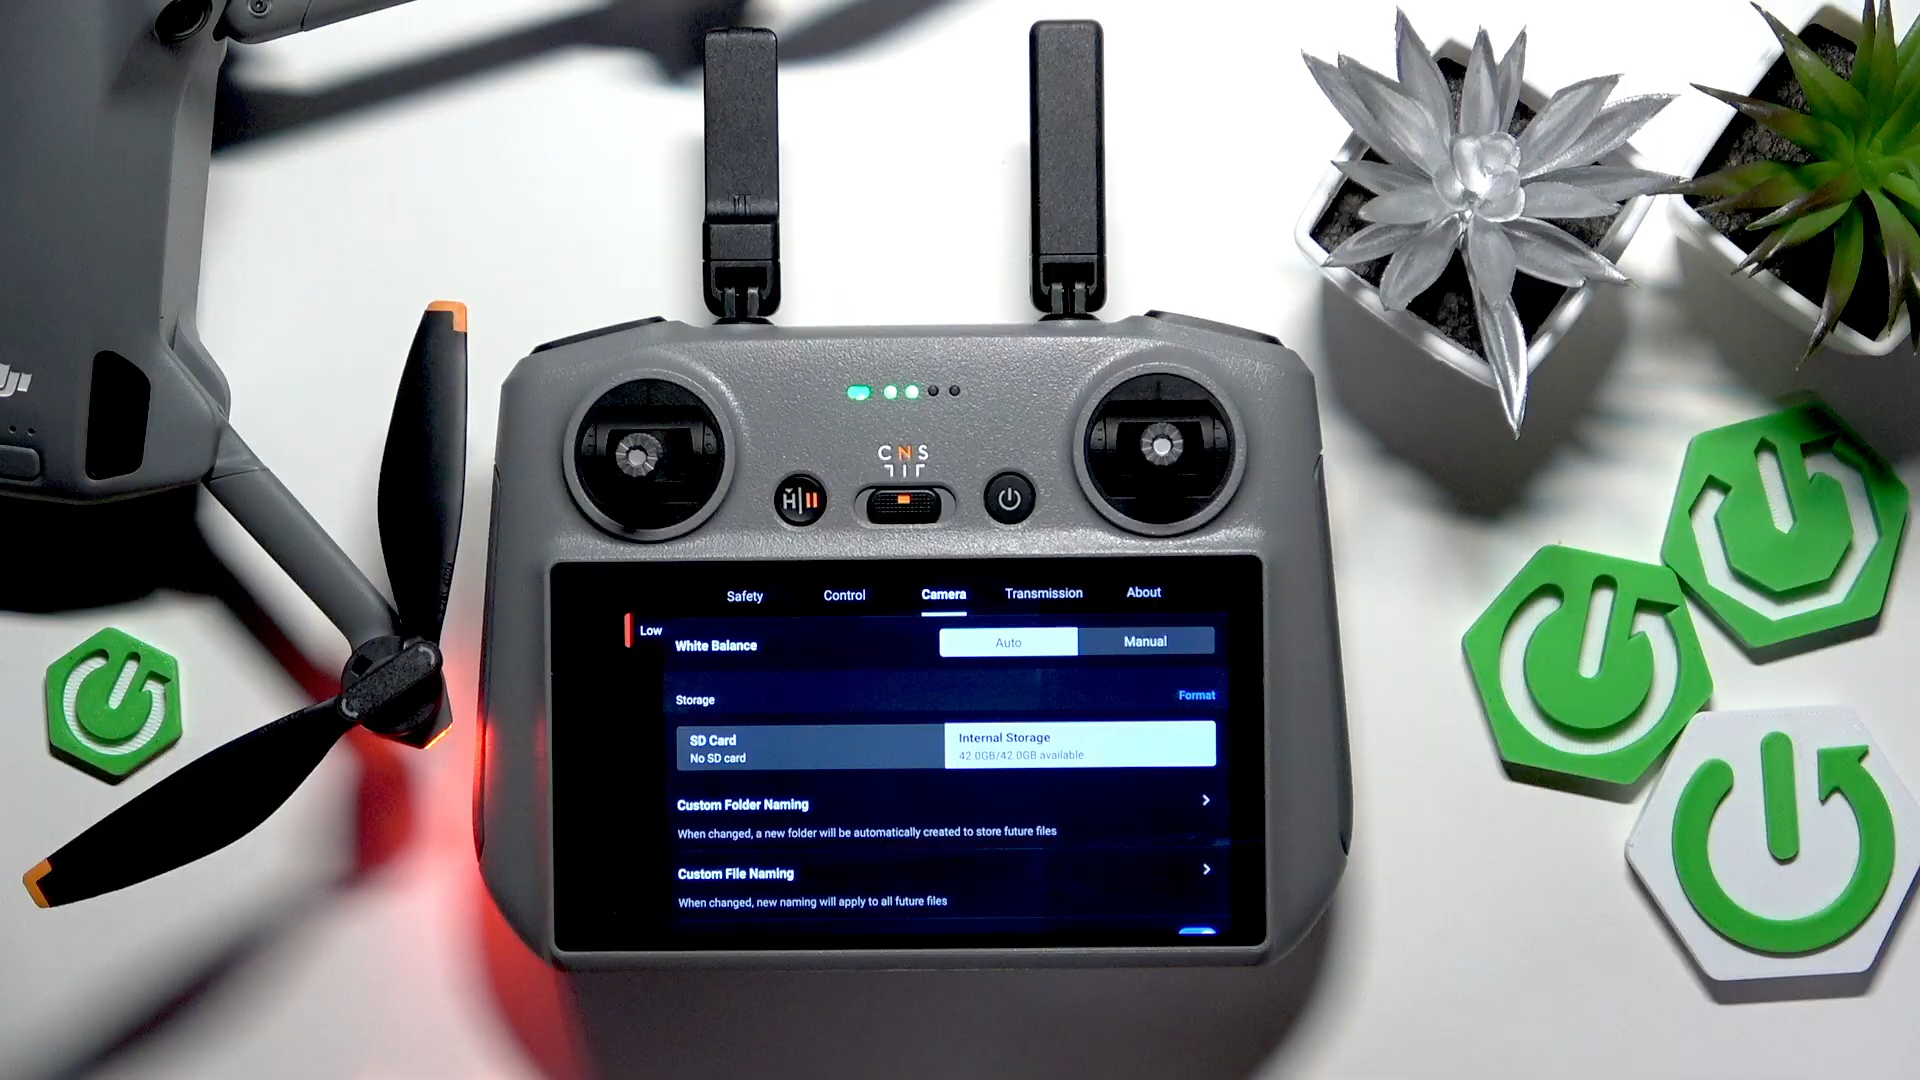 C N S
Safety Control Camera Transmission About
Low
White Balance Auto Manual
Storage Format
SD Card
No SD card
Internal Storage
42.0GB/42.0GB available
Custom Folder Naming
When changed, a new folder will be automatically created to store future files
Custom File Naming
When changed, new naming will apply to all future files